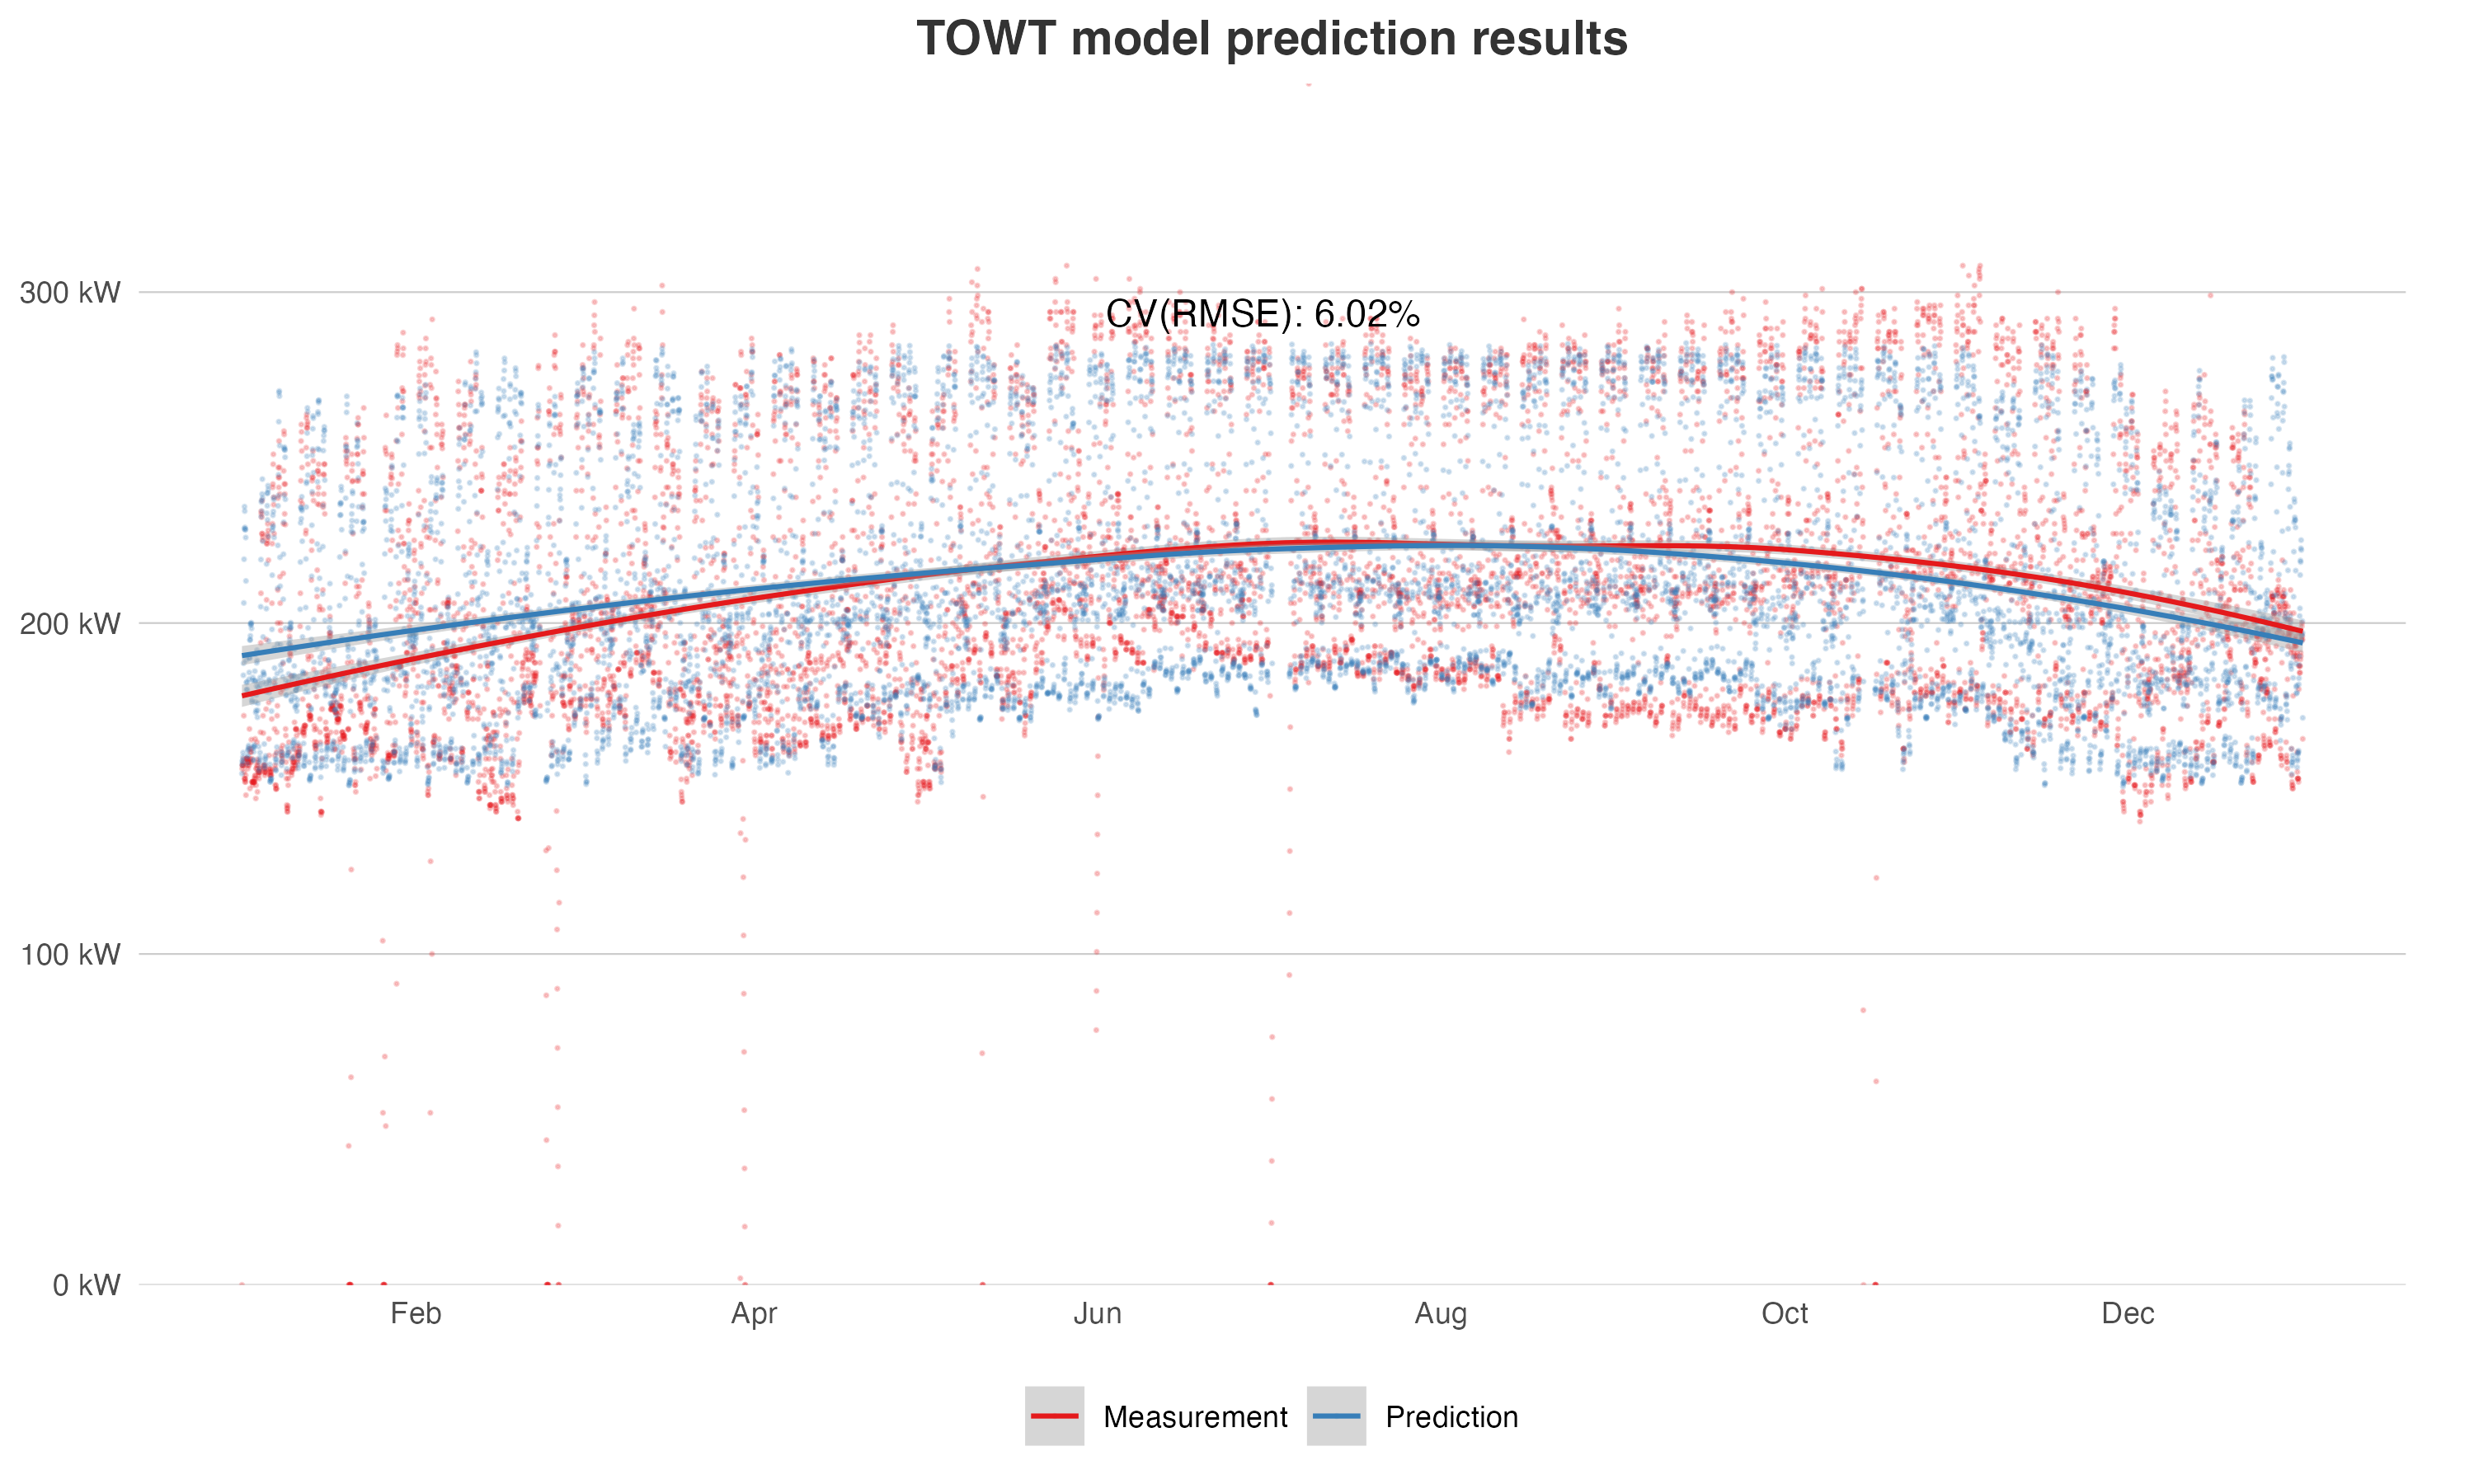 TOWT model prediction results
300 kW
CV(RMSE): 6.02%
200 kW
100 kW
0 kW
Feb Apr Jun Aug Oct Dec
Measurement Prediction